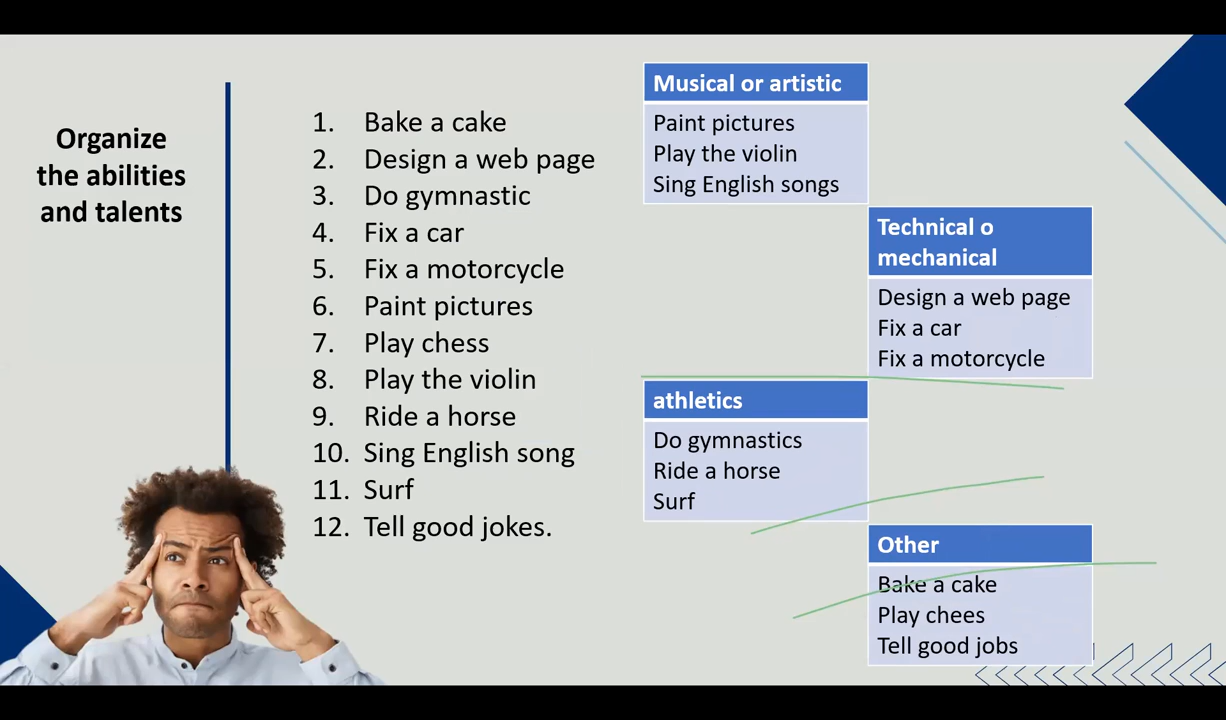 Organize
the abilities
and talents
1. Bake a cake
2. Design a web page
3. Do gymnastic
4. Fix a car
5. Fix a motorcycle
6. Paint pictures
7. Play chess
8. Play the violin
9. Ride a horse
10. Sing English song
11. Surf
12. Tell good jokes.
Musical or artistic
Paint pictures
Play the violin
Sing English songs
Technical o
mechanical
Design a web page
Fix a car
Fix a motorcycle
athletics
Do gymnastics
Ride a horse
Surf
Other
Bake a cake
Play chees
Tell good jobs